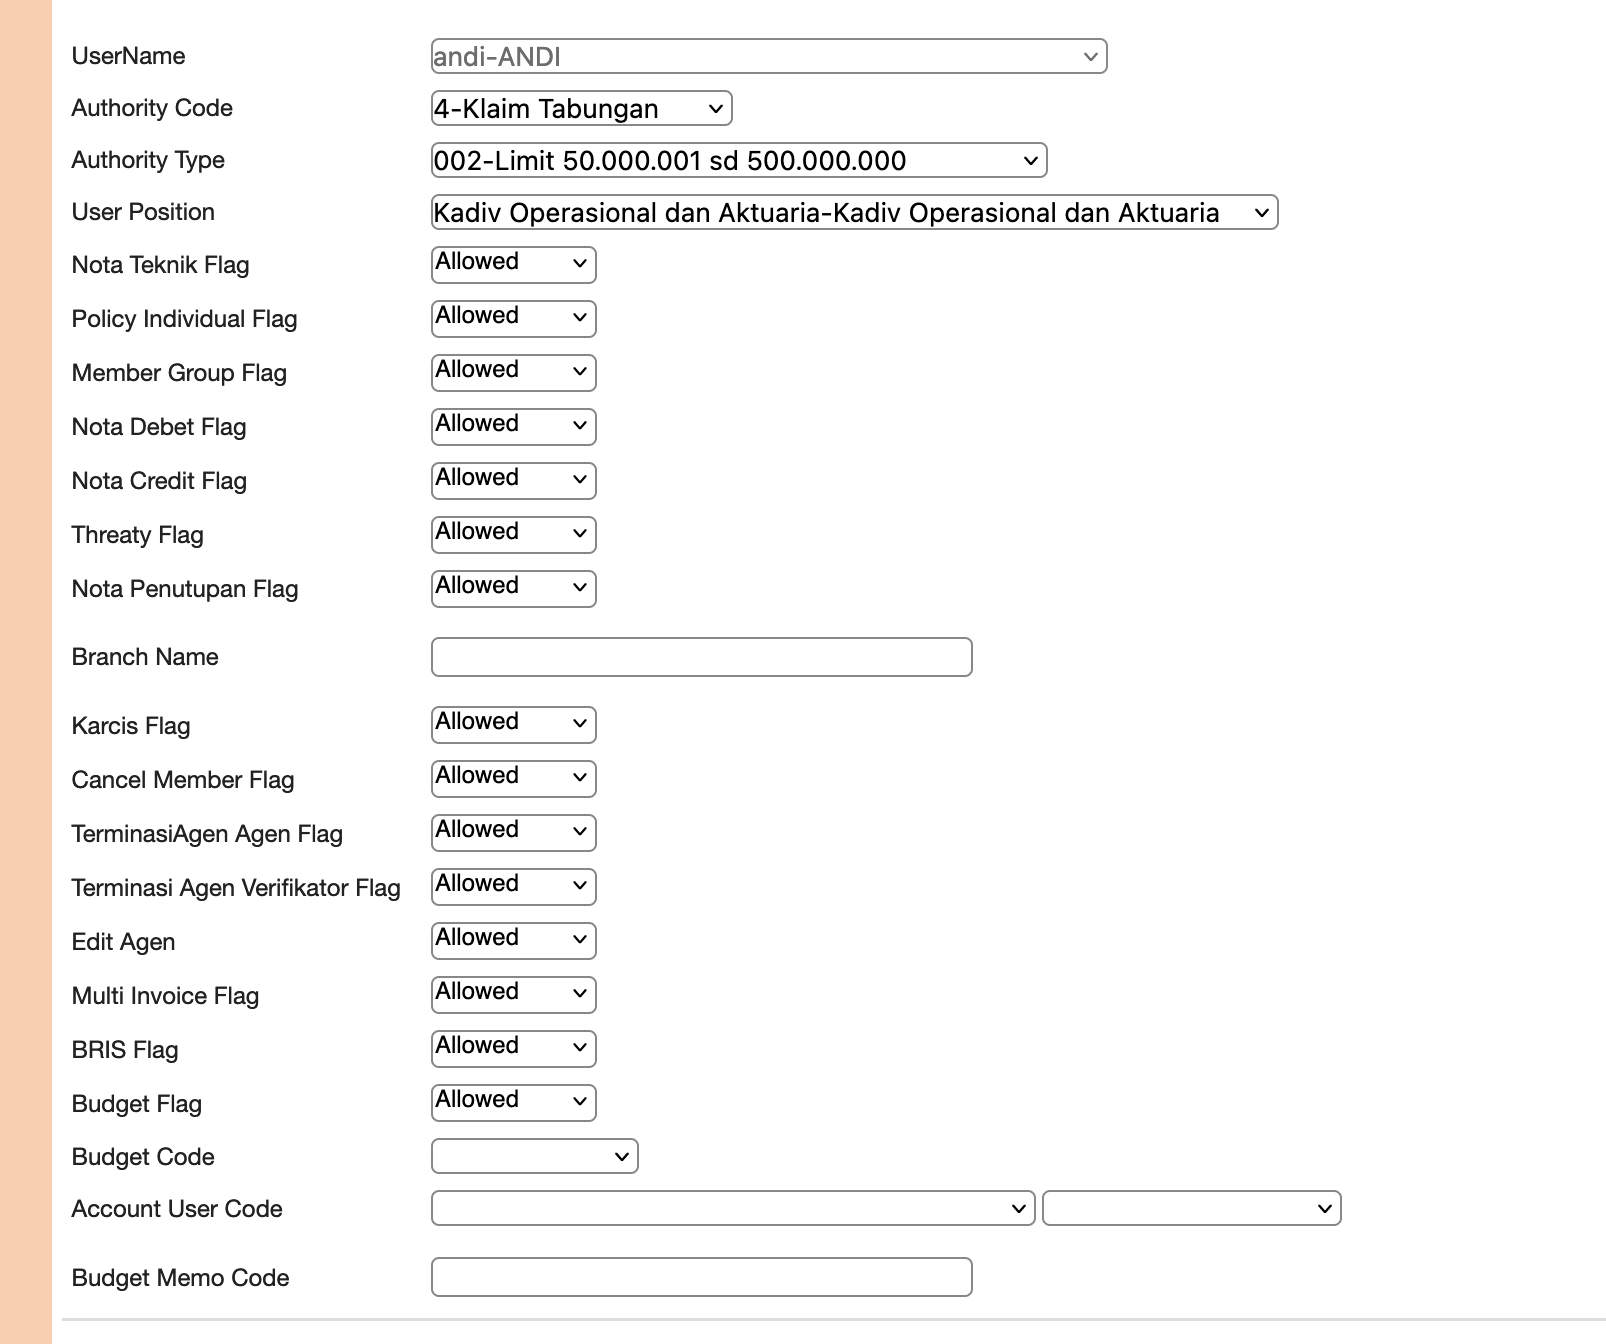 UserName andi-ANDI
Authority Code 4-Klaim Tabungan
Authority Type 002-Limit 50.000.001 sd 500.000.000
User Position Kadiv Operasional dan Aktuaria-Kadiv Operasional dan Aktuaria
Nota Teknik Flag Allowed
Policy Individual Flag Allowed
Member Group Flag Allowed
Nota Debet Flag Allowed
Nota Credit Flag Allowed
Threaty Flag Allowed
Nota Penutupan Flag Allowed
Branch Name
Karcis Flag Allowed
Cancel Member Flag Allowed
TerminasiAgen Agen Flag Allowed
Terminasi Agen Verifikator Flag Allowed
Edit Agen Allowed
Multi Invoice Flag Allowed
BRIS Flag Allowed
Budget Flag Allowed
Budget Code
Account User Code
Budget Memo Code